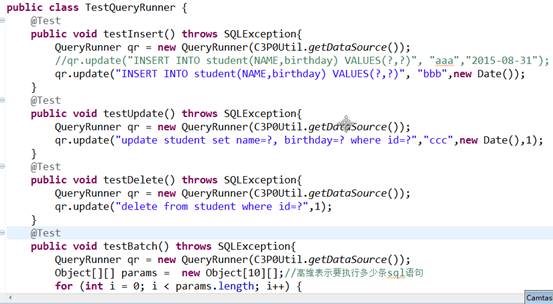 public class TestQueryRunner {
@Test
public void testInsert() throws SQLException{
QueryRunner qr = new QueryRunner(C3P0Util.getDataSource());
//qr.update("INSERT INTO student(NAME,birthday) VALUES(?,?)", "aaa","2015-08-31");
qr.update("INSERT INTO student(NAME,birthday) VALUES(?,?)", "bbb",new Date());
}
@Test
public void testUpdate() throws SQLException{
QueryRunner qr = new QueryRunner(C3P0Util.getDataSource());
qr.update("update student set name=?, birthday=? where id=?","ccc",new Date(),1);
}
@Test
public void testDelete() throws SQLException{
QueryRunner qr = new QueryRunner(C3P0Util.getDataSource());
qr.update("delete from student where id=?",1);
}
@Test
public void testBatch() throws SQLException{
QueryRunner qr = new QueryRunner(C3P0Util.getDataSource());
Object[][] params =  new Object[10][];//高维表示要执行多少条sql语句
for (int i = 0; i < params.length; i++) {
Camtas